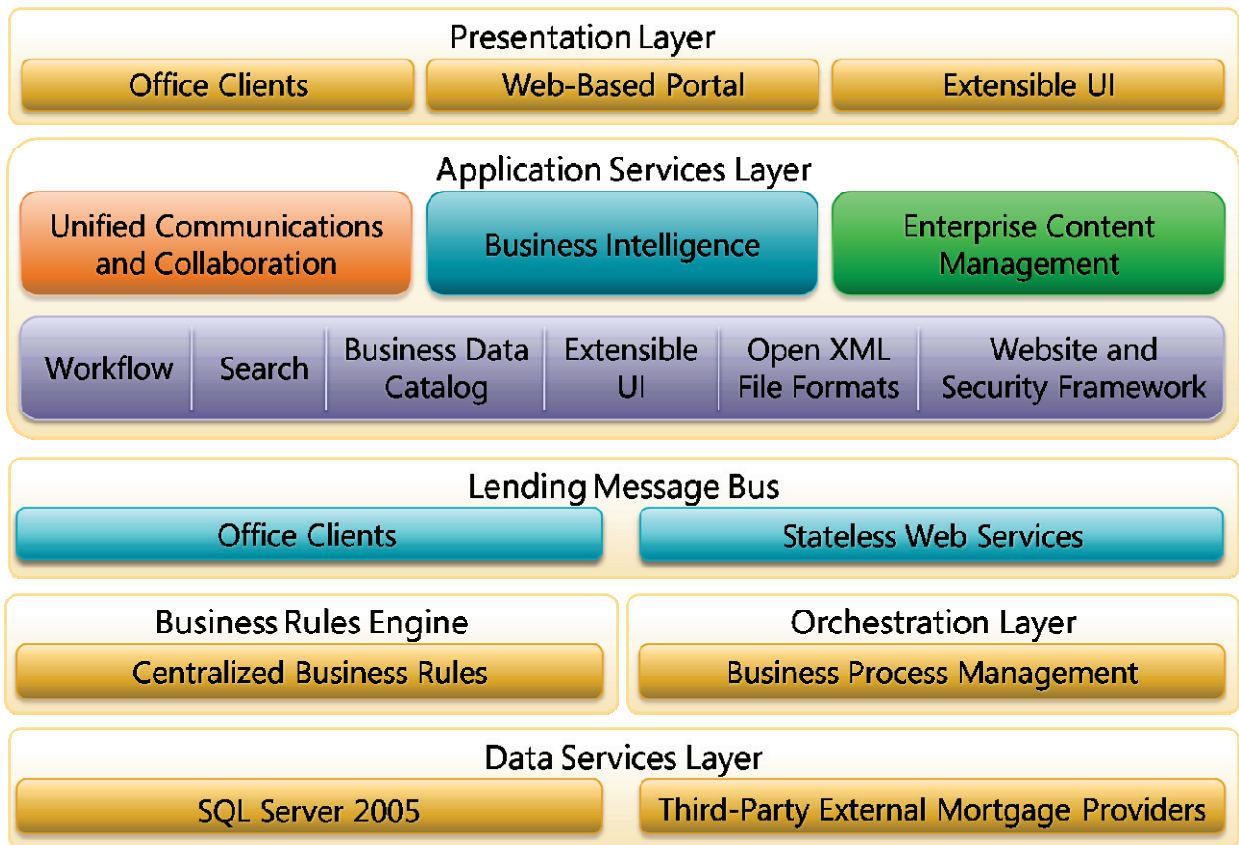 Presentation Layer
Office Clients
Web-Based Portal
Extensible UI
Application Services Layer
Unified Communications
and Collaboration
Business Intelligence
Enterprise Content
Management
Workflow
Search
Business Data
Catalog
Extensible
UI
Open XML
File Formats
Website and
Security Framework
Lending Message Bus
Office Clients
Stateless Web Services
Business Rules Engine
Centralized Business Rules
Orchestration Layer
Business Process Management
Data Services Layer
SQL Server 2005
Third-Party External Mortgage Providers